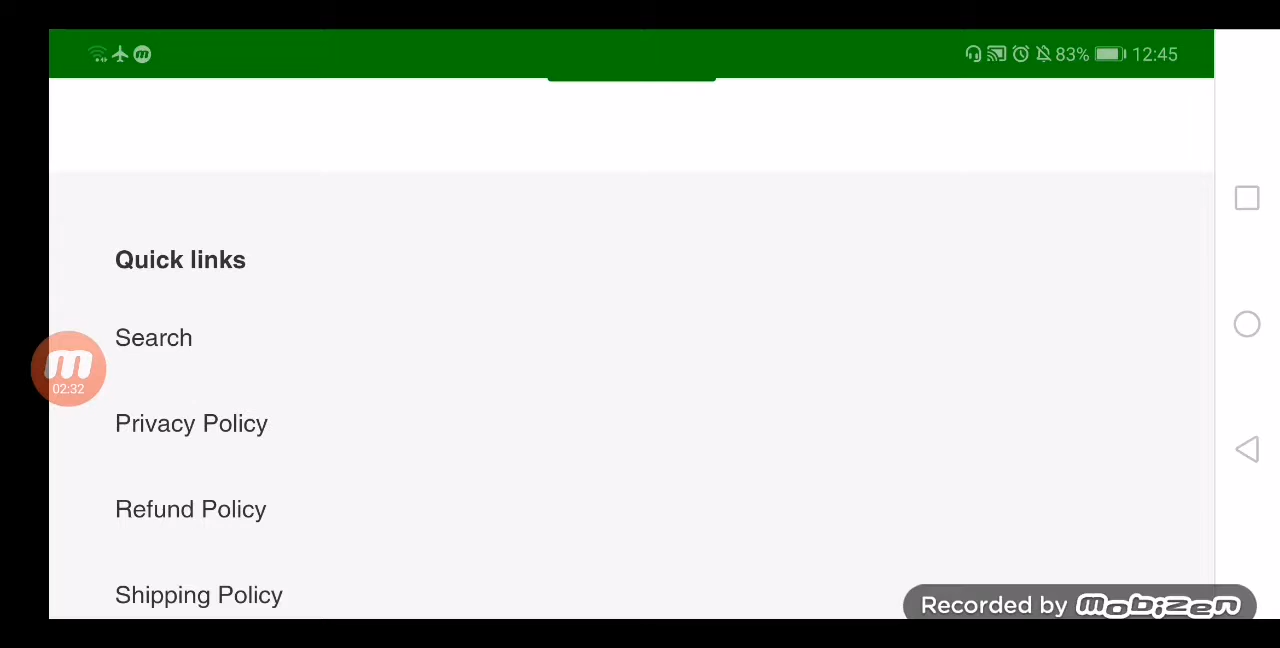 83% 12:45
Quick links
Search
m
02:32
Privacy Policy
Refund Policy
Shipping Policy
Recorded by mobizen